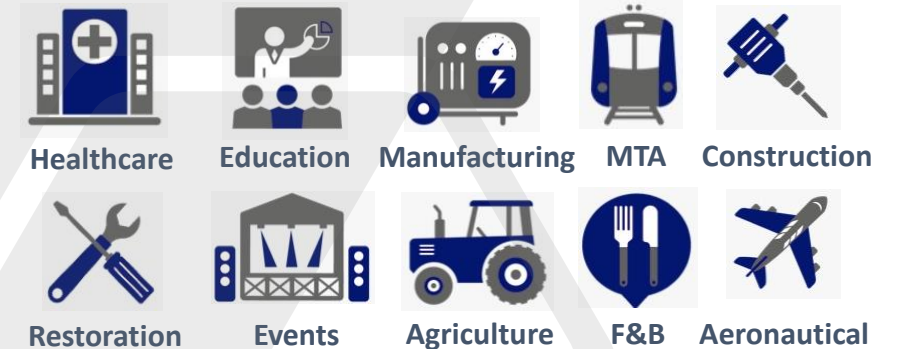 Healthcare Education Manufacturing MTA Construction
Restoration Events Agriculture F&B Aeronautical